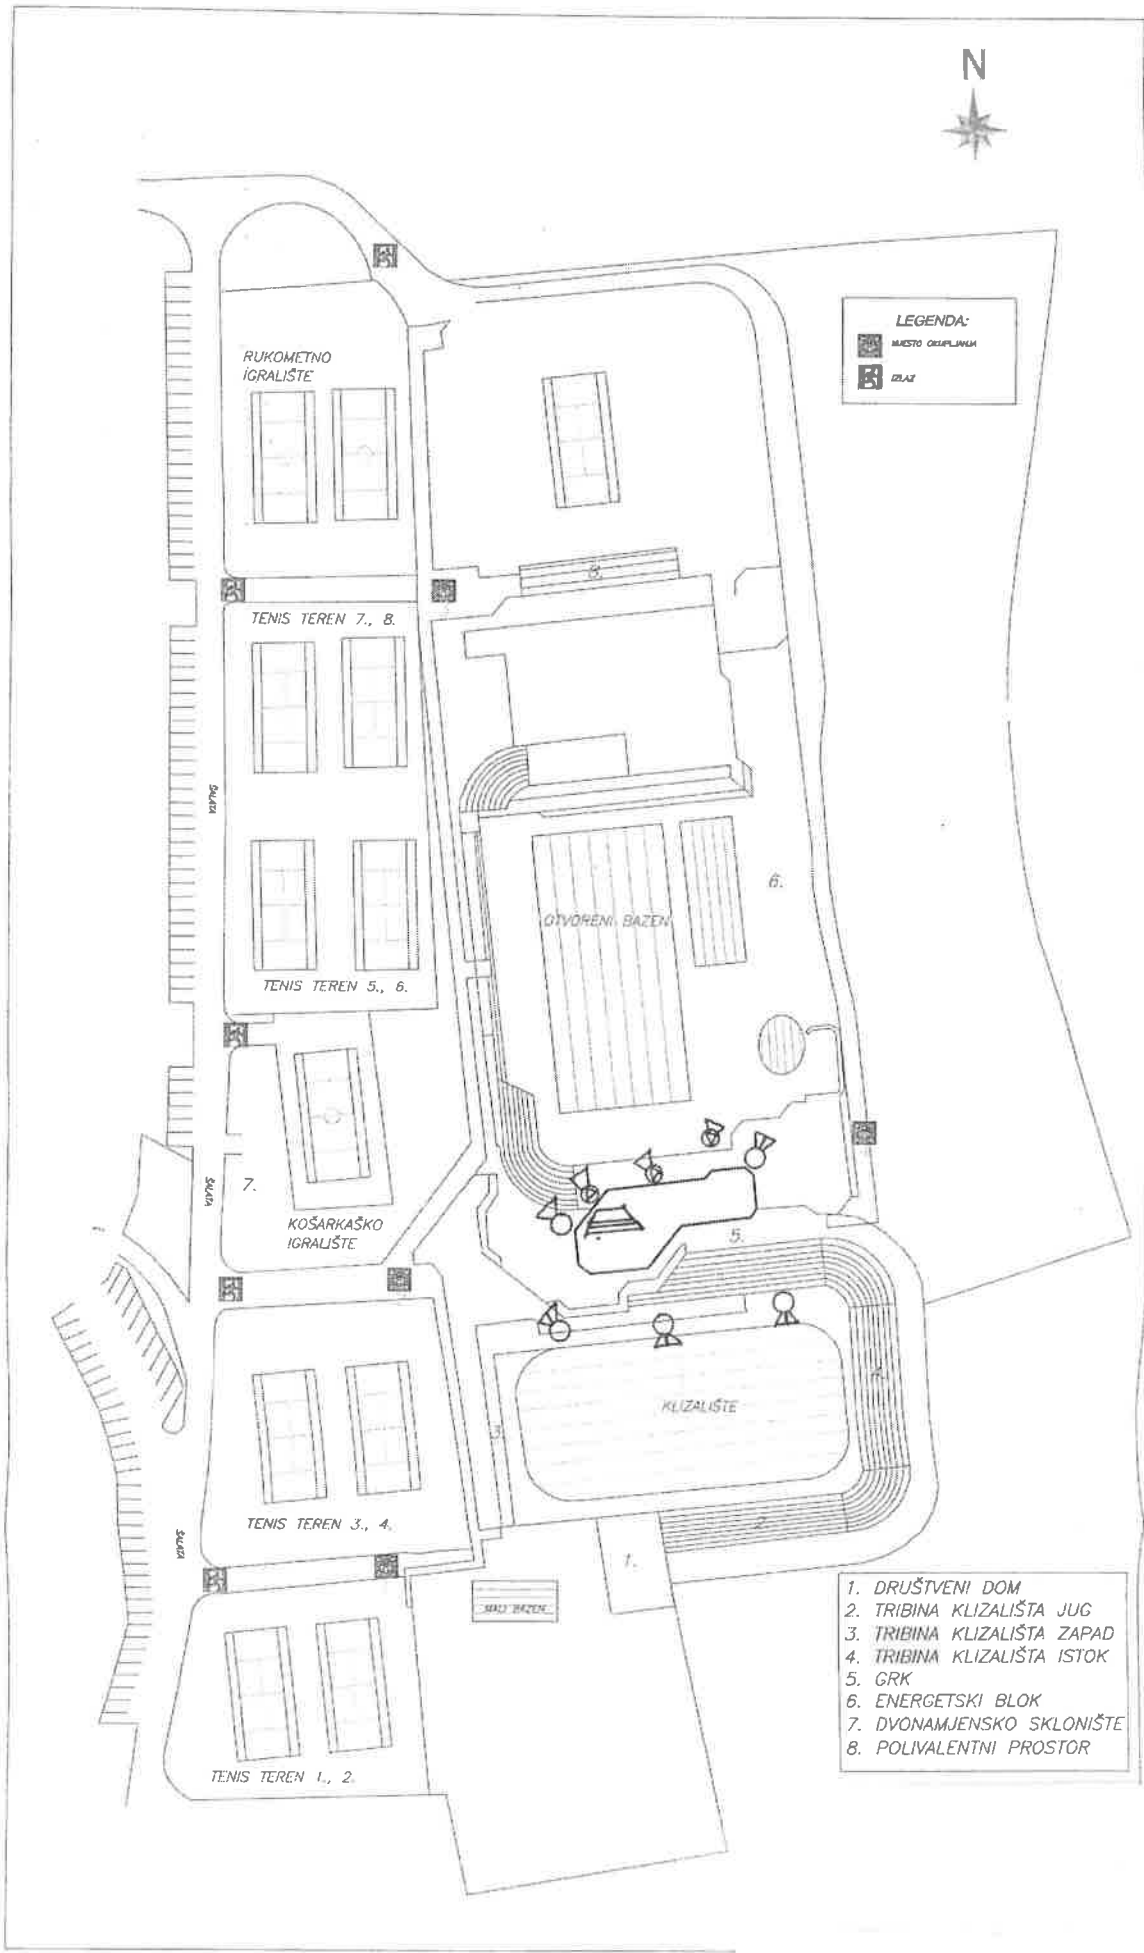 N
LEGENDA:
MJESTO OKUPLJANJA
IZLAZ
RUKOMETNO
IGRALIŠTE
8.
TENIS TEREN 7., 8.
ŠALATA
6.
OTVORENI BAZEN
TENIS TEREN 5., 6.
7.
ŠALATA
KOŠARKAŠKO
IGRALIŠTE
5.
4.
KLIZALIŠTE
3.
TENIS TEREN 3., 4.
2.
ŠALATA
1.
MALI BAZEN
TENIS TEREN 1., 2.
1. DRUŠTVENI DOM
2. TRIBINA KLIZALIŠTA JUG
3. TRIBINA KLIZALIŠTA ZAPAD
4. TRIBINA KLIZALIŠTA ISTOK
5. GRK
6. ENERGETSKI BLOK
7. DVONAMJENSKO SKLONIŠTE
8. POLIVALENTNI PROSTOR